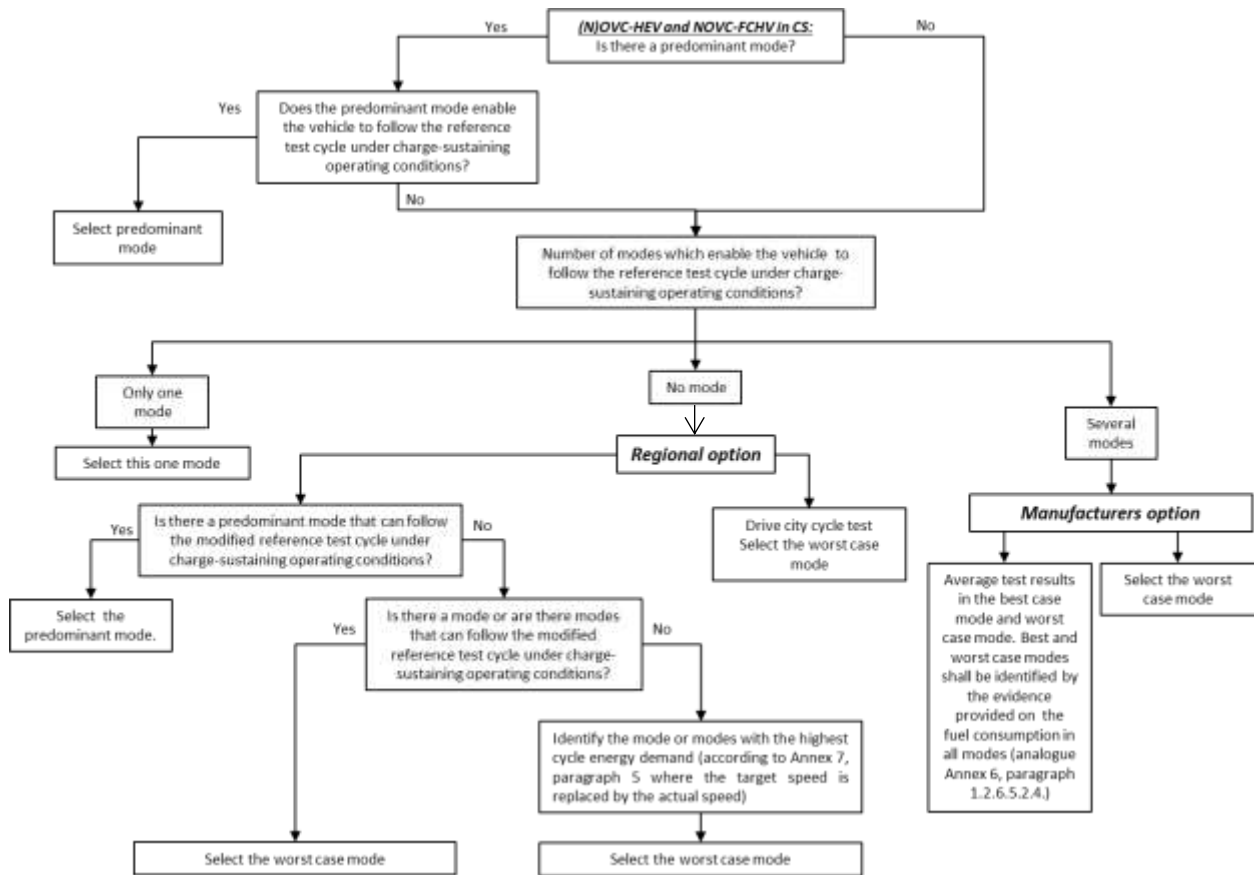 (N)OVC-HEV and NOVC-FCHV in CS:
Is there a predominant mode?
Yes
No
Does the predominant mode enable
the vehicle to follow the reference
test cycle under charge-sustaining
operating conditions?
Yes
No
Select predominant
mode
Number of modes which enable the vehicle to
follow the reference test cycle under charge-
sustaining operating conditions?
Only one
mode
Select this one mode
No mode
Several
modes
Regional option
Manufacturers option
Is there a predominant mode that can follow
the modified reference test cycle under
charge-sustaining operating conditions?
Yes
No
Drive city cycle test
Select the worst case
mode
Average test results
in the best case
mode and worst
case mode. Best and
worst case modes
shall be identified by
the evidence
provided on the
fuel consumption in
all modes (analogue
Annex 6, paragraph
1.2.6.5.2.4.)
Select the worst
case mode
Select the
predominant mode.
Is there a mode or are there modes
that can follow the modified
reference test cycle under charge-
sustaining operating conditions?
Yes
No
Identify the mode or modes with the highest
cycle energy demand (according to Annex 7,
paragraph 5 where the target speed is
replaced by the actual speed)
Select the worst case mode
Select the worst case mode